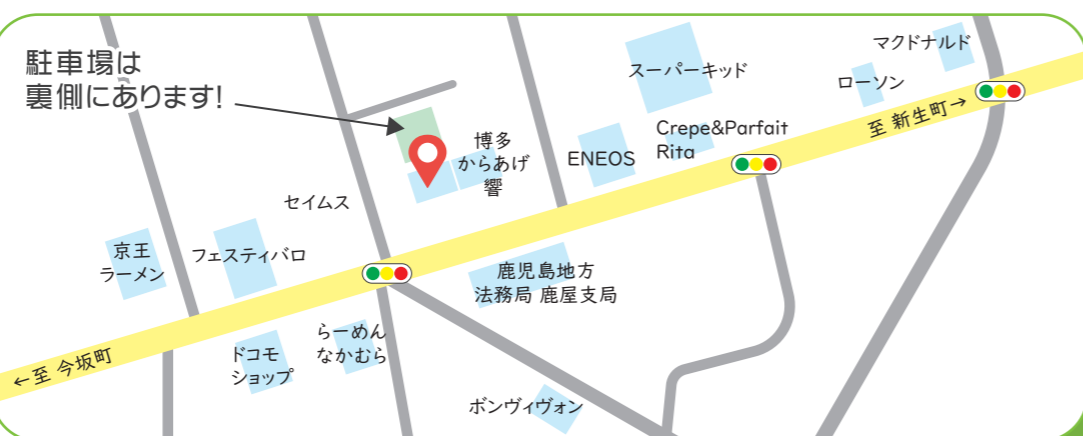 駐車場は
裏側にあります!
マクドナルド
スーパーキッド
ローソン
至 新生町→
Crepe&Parfait
Rita
博多
からあげ
響
ENEOS
セイムス
京王
ラーメン
フェスティバロ
鹿児島地方
法務局 鹿屋支局
らーめん
なかむら
ドコモ
ショップ
←至 今坂町
ボンヴィヴォン